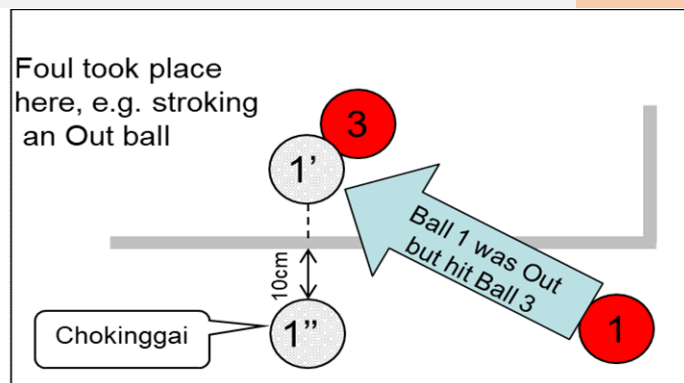 Foul took place
here, e.g. stroking
an Out ball
3
1’
Ball 1 was Out
but hit Ball 3
10cm
1
1”
Chokinggai